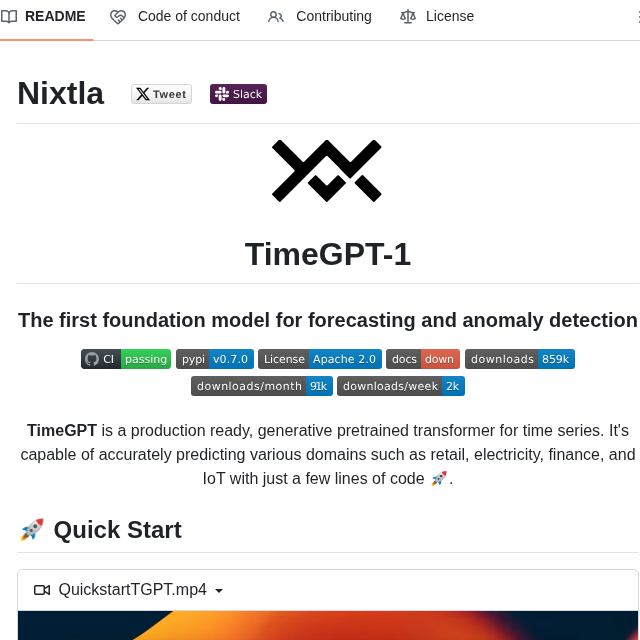 README Code of conduct Contributing License
Nixtla Tweet Slack
TimeGPT-1
The first foundation model for forecasting and anomaly detection
CI passing pypi v0.7.0 License Apache 2.0 docs down downloads 859k
downloads/month 91k downloads/week 2k
TimeGPT is a production ready, generative pretrained transformer for time series. It's
capable of accurately predicting various domains such as retail, electricity, finance, and
IoT with just a few lines of code 🚀.
🚀 Quick Start
QuickstartTGPT.mp4